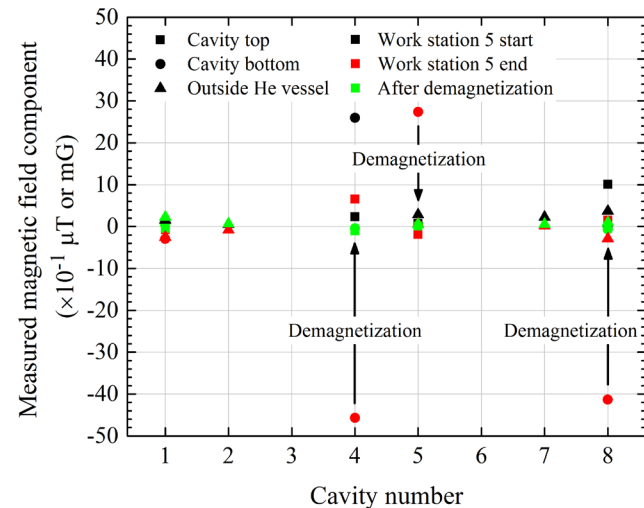 50
40
30
20
10
0
-10
-20
-30
-40
-50
Measured magnetic field component
(×10⁻¹ μT or mG)
Cavity top
Cavity bottom
Outside He vessel
Work station 5 start
Work station 5 end
After demagnetization
Demagnetization
Demagnetization
Demagnetization
1 2 3 4 5 6 7 8
Cavity number